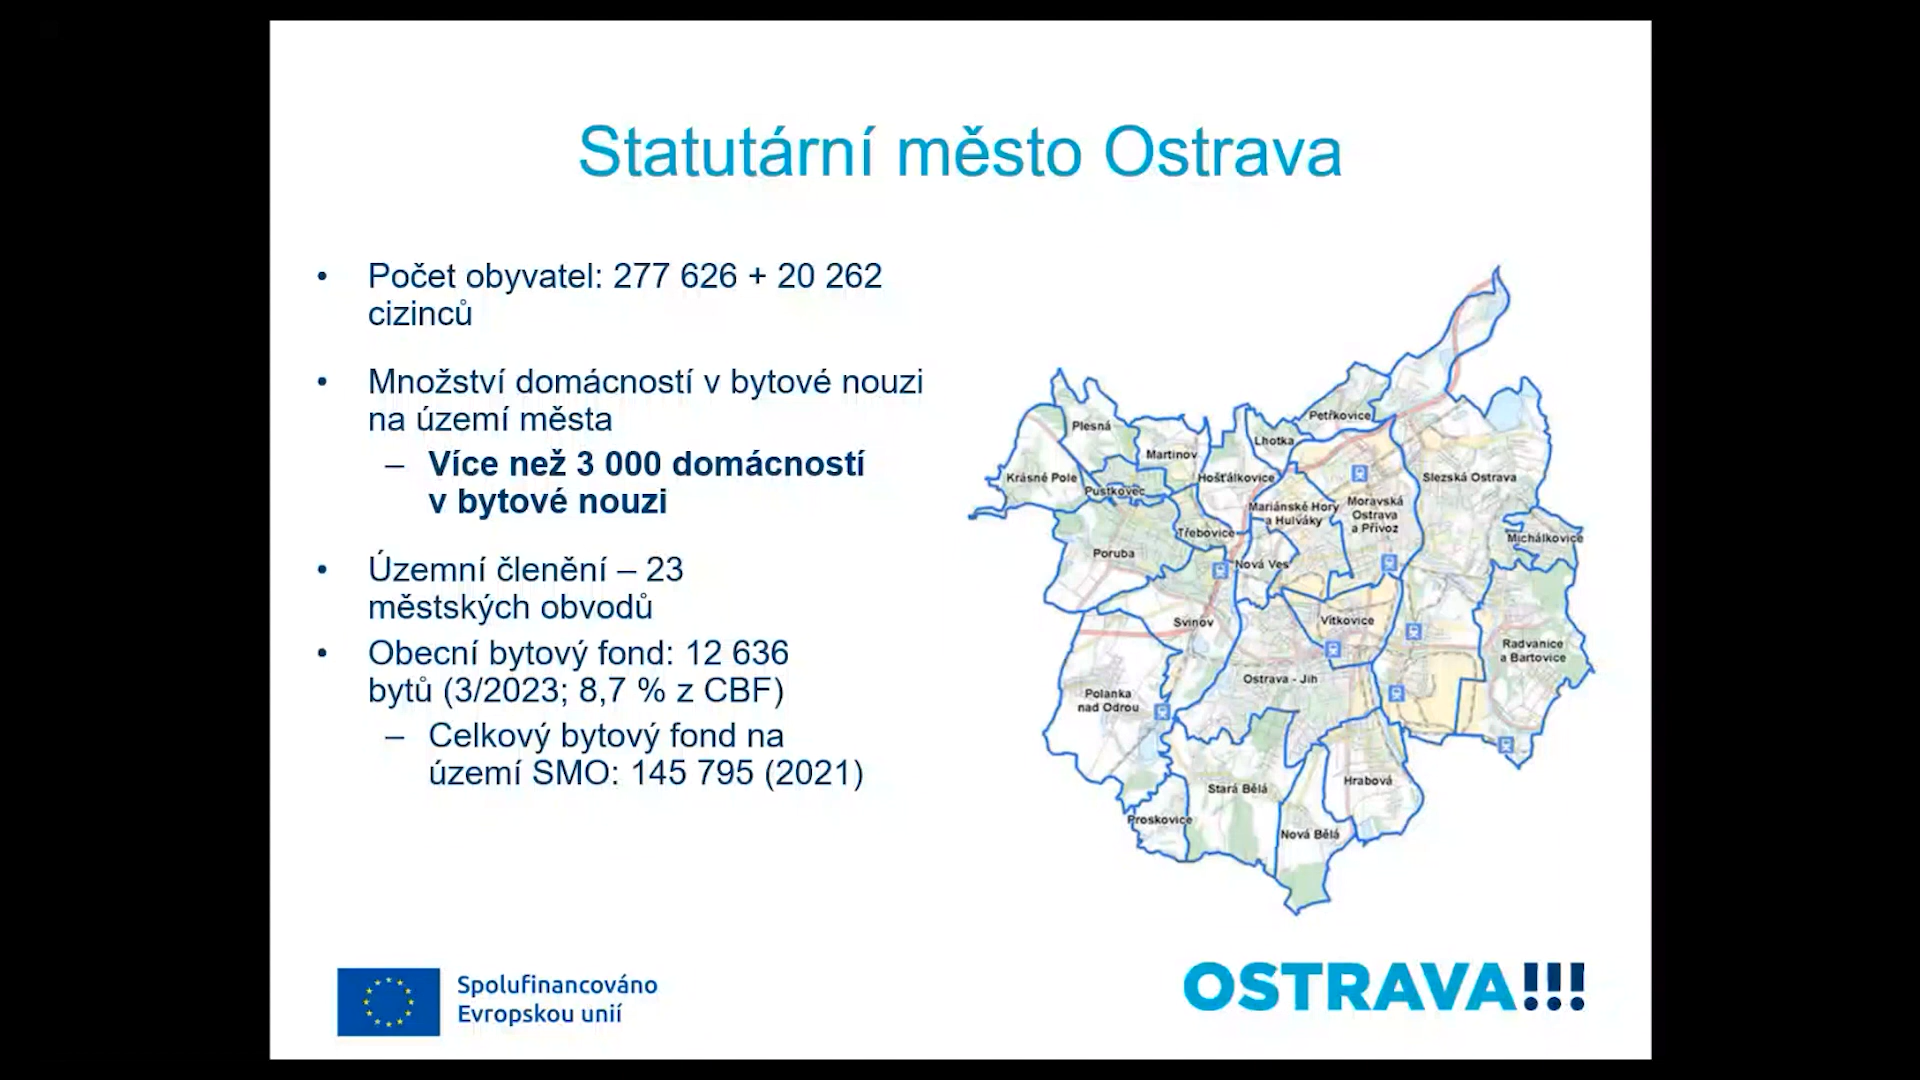 Statutární město Ostrava
• Počet obyvatel: 277 626 + 20 262
cizinců
• Množství domácností v bytové nouzi
na území města
– Více než 3 000 domácností
v bytové nouzi
• Územní členění – 23
městských obvodů
• Obecní bytový fond: 12 636
bytů (3/2023; 8,7 % z CBF)
– Celkový bytový fond na
území SMO: 145 795 (2021)
Petřkovice
Plesná
Lhotka
Martinov
Krásné Pole
Hošťálkovice
Slezská Ostrava
Pustkovec
Mariánské Hory
a Hulváky
Moravská
Ostrava
a Přívoz
Třebovice
Michálkovice
Poruba
Nová Ves
Svinov
Vítkovice
Radvanice
a Bartovice
Ostrava - Jih
Polanka
nad Odrou
Hrabová
Stará Bělá
Proskovice
Nová Bělá
Spolufinancováno
Evropskou unií
OSTRAVA!!!